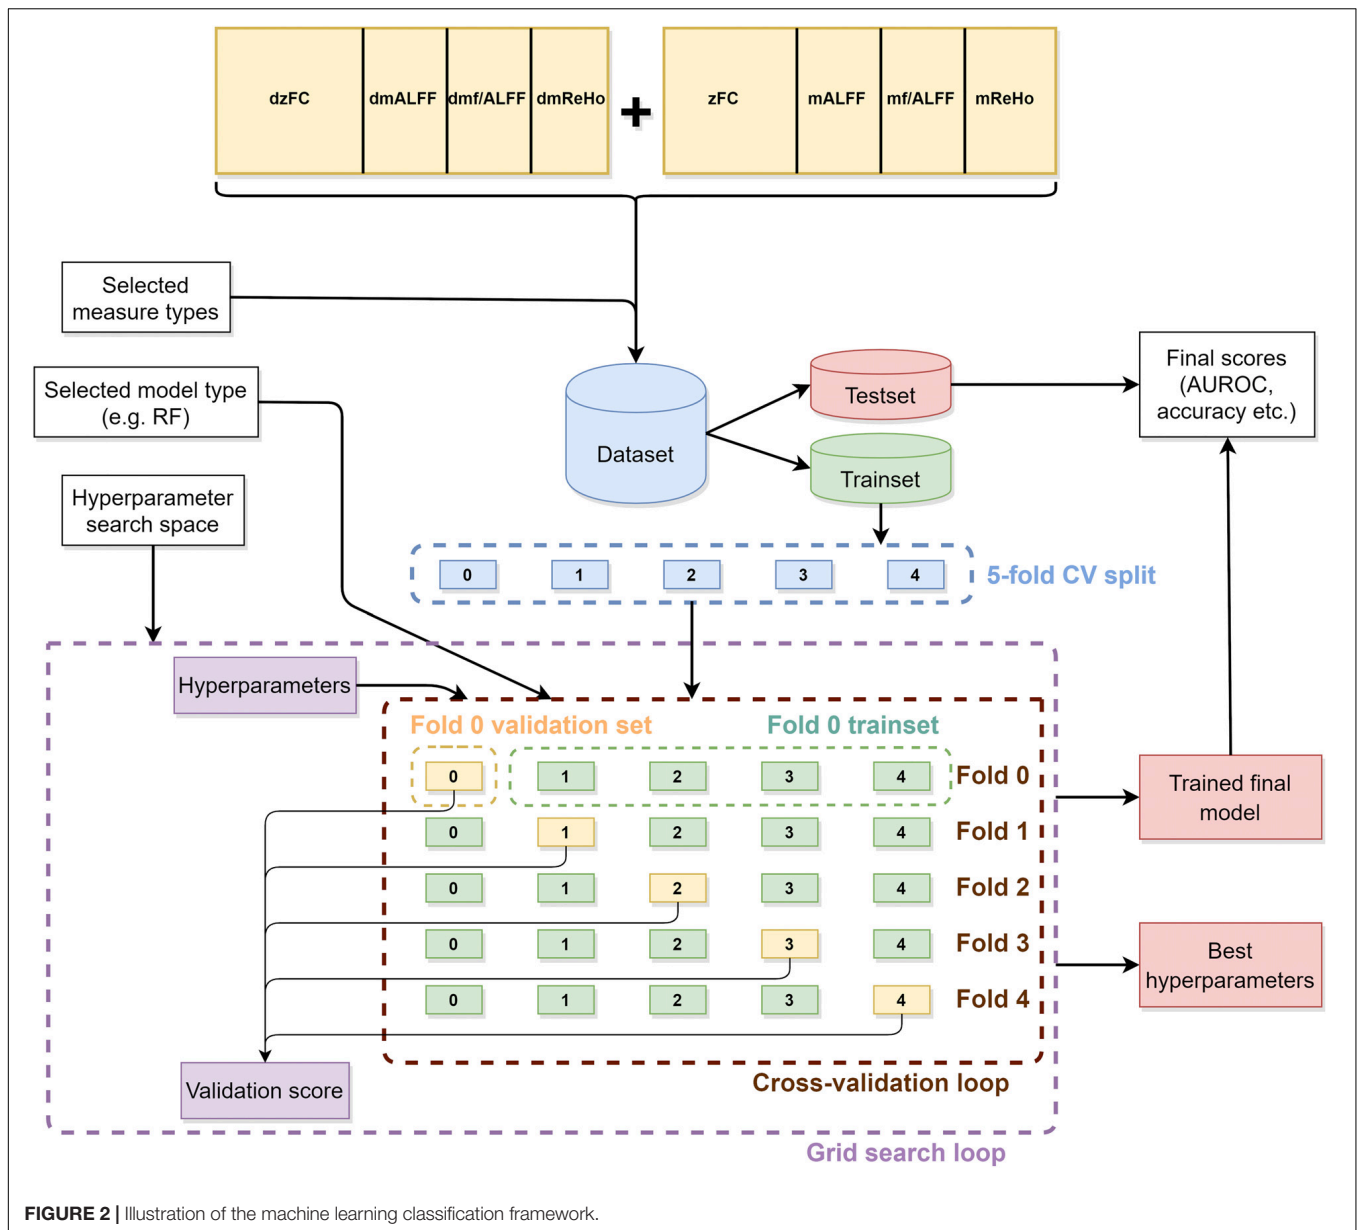 dzFC dmALFF dmf/ALFF dmReHo + zFC mALFF mf/ALFF mReHo
Selected
measure types
Selected model type
(e.g. RF)
Hyperparameter
search space
Dataset
Testset
Trainset
Final scores
(AUROC,
accuracy etc.)
0 1 2 3 4 5-fold CV split
Hyperparameters
Fold 0 validation set Fold 0 trainset
0 1 2 3 4 Fold 0
0 1 2 3 4 Fold 1
0 1 2 3 4 Fold 2
0 1 2 3 4 Fold 3
0 1 2 3 4 Fold 4
Trained final
model
Best
hyperparameters
Validation score
Cross-validation loop
Grid search loop
FIGURE 2 | Illustration of the machine learning classification framework.